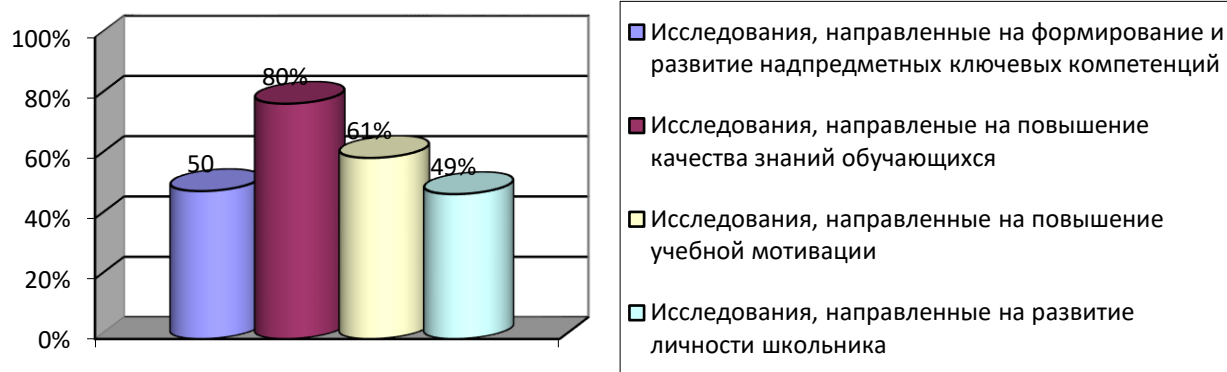 100%
80%
60%
40%
20%
0%
50
80%
61%
49%
Исследования, направленные на формирование и
развитие надпредметных ключевых компетенций
Исследования, направленые на повышение
качества знаний обучающихся
Исследования, направленные на повышение
учебной мотивации
Исследования, направленные на развитие
личности школьника